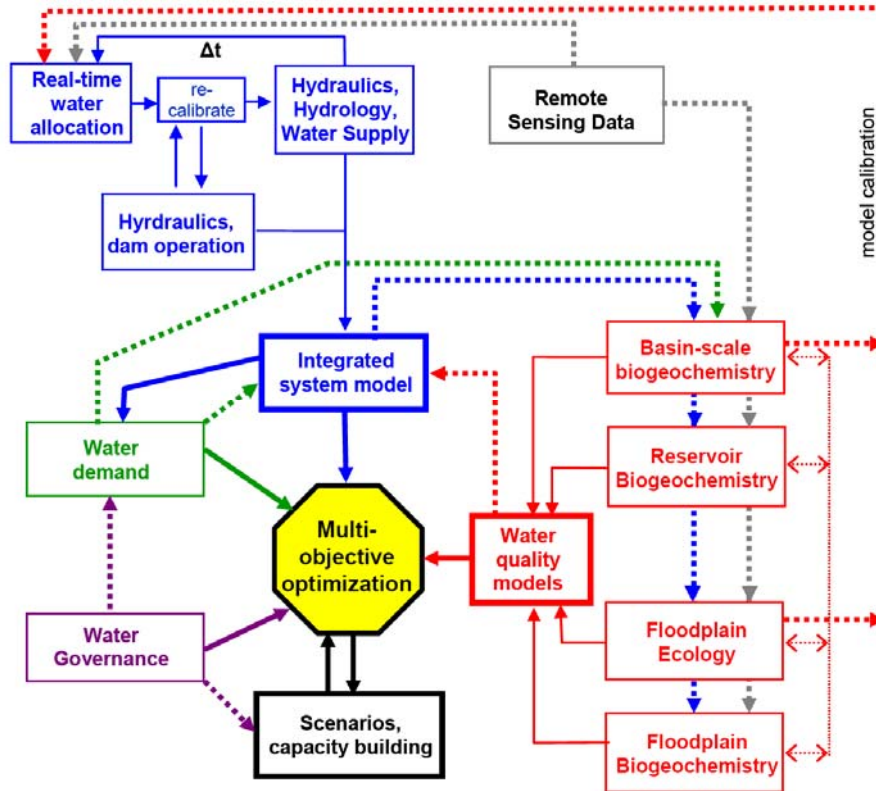 Δt
Real-time
water
allocation
re-
calibrate
Hydraulics,
Hydrology,
Water Supply
Remote
Sensing Data
model calibration
Hyrdraulics,
dam operation
Integrated
system model
Basin-scale
biogeochemistry
Water
demand
Reservoir
Biogeochemistry
Multi-
objective
optimization
Water
quality
models
Water
Governance
Floodplain
Ecology
Scenarios,
capacity building
Floodplain
Biogeochemistry